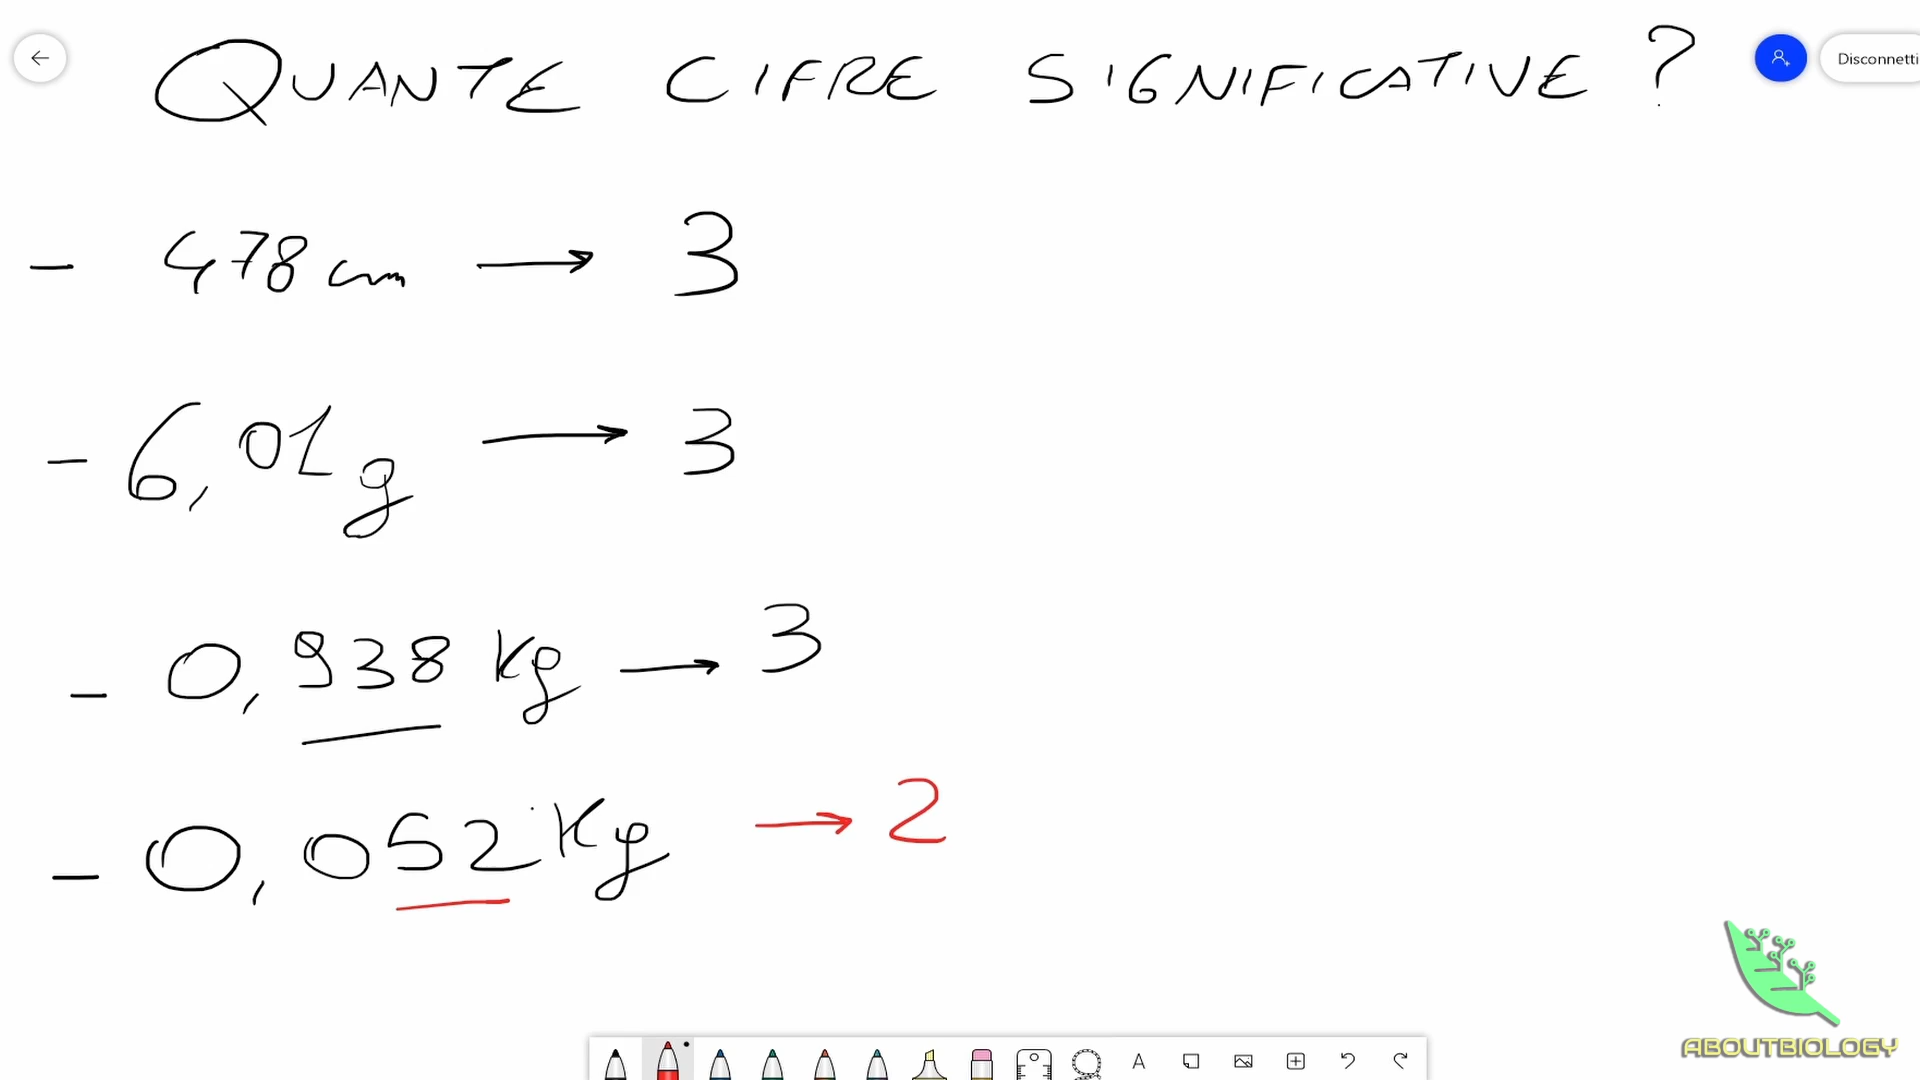 QUANTE CIFRE SIGNIFICATIVE ?
Disconnetti
- 478 cm → 3
- 6,01 g → 3
- 0,938 Kg → 3
- 0,052 Kg → 2
ABOUTBIOLOGY
A